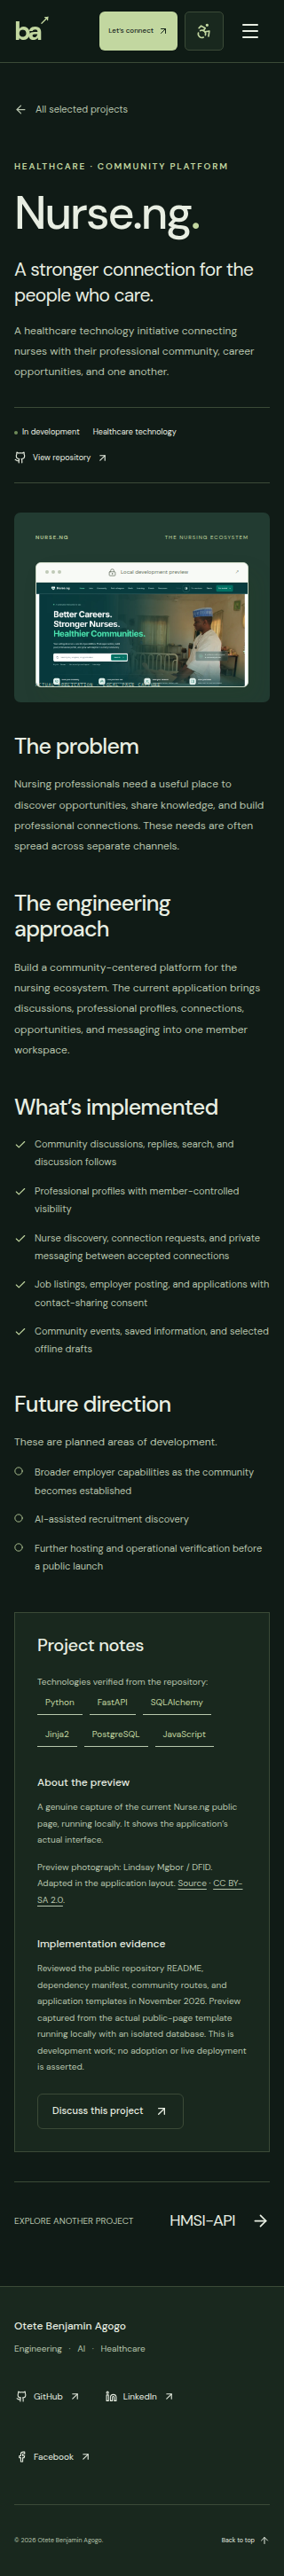 ba
Let's connect
All selected projects
HEALTHCARE · COMMUNITY PLATFORM
Nurse.ng.
A stronger connection for the
people who care.
A healthcare technology initiative connecting
nurses with their professional community, career
opportunities, and one another.
In development Healthcare technology
View repository
NURSE.NG THE NURSING ECOSYSTEM
Local development preview
Better Careers.
Stronger Nurses.
Healthier Communities.
The problem
Nursing professionals need a useful place to
discover opportunities, share knowledge, and build
professional connections. These needs are often
spread across separate channels.
The engineering
approach
Build a community-centered platform for the
nursing ecosystem. The current application brings
discussions, professional profiles, connections,
opportunities, and messaging into one member
workspace.
What's implemented
Community discussions, replies, search, and
discussion follows
Professional profiles with member-controlled
visibility
Nurse discovery, connection requests, and private
messaging between accepted connections
Job listings, employer posting, and applications with
contact-sharing consent
Community events, saved information, and selected
offline drafts
Future direction
These are planned areas of development.
Broader employer capabilities as the community
becomes established
AI-assisted recruitment discovery
Further hosting and operational verification before
a public launch
Project notes
Technologies verified from the repository:
Python FastAPI SQLAlchemy
Jinja2 PostgreSQL JavaScript
About the preview
A genuine capture of the current Nurse.ng public
page, running locally. It shows the application's
actual interface.
Preview photograph: Lindsay Mgbor / DFID.
Adapted in the application layout. Source · CC BY-
SA 2.0.
Implementation evidence
Reviewed the public repository README,
dependency manifest, community routes, and
application templates in November 2026. Preview
captured from the actual public-page template
running locally with an isolated database. This is
development work; no adoption or live deployment
is asserted.
Discuss this project
EXPLORE ANOTHER PROJECT HMSI-API
Otete Benjamin Agogo
Engineering · AI · Healthcare
GitHub LinkedIn
Facebook
© 2026 Otete Benjamin Agogo. Back to top